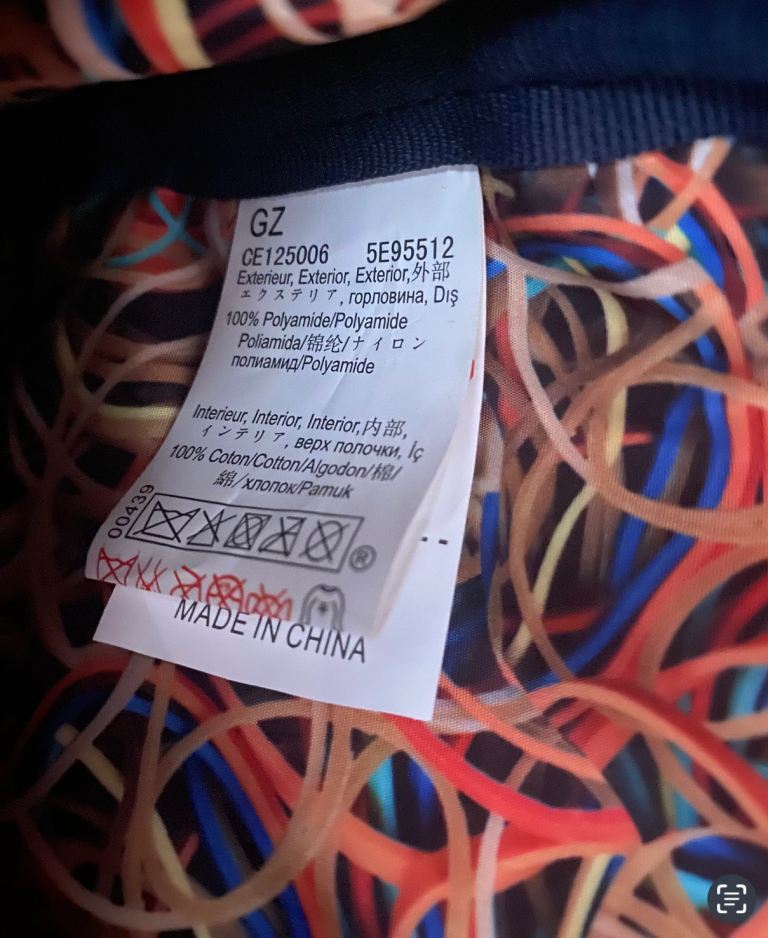 GZ
CE125006 5E95512
Exterieur, Exterior, Exterior,外部
エクステリア, горловина, Dış
100% Polyamide/Polyamide
Poliamida/锦纶/ナイロン
полиамид/Polyamide
Interieur, Interior, Interior,内部,
インテリア, верх полочки, İç
100% Coton/Cotton/Algodon/棉/
綿/хлопок/Pamuk
00439
®
MADE IN CHINA